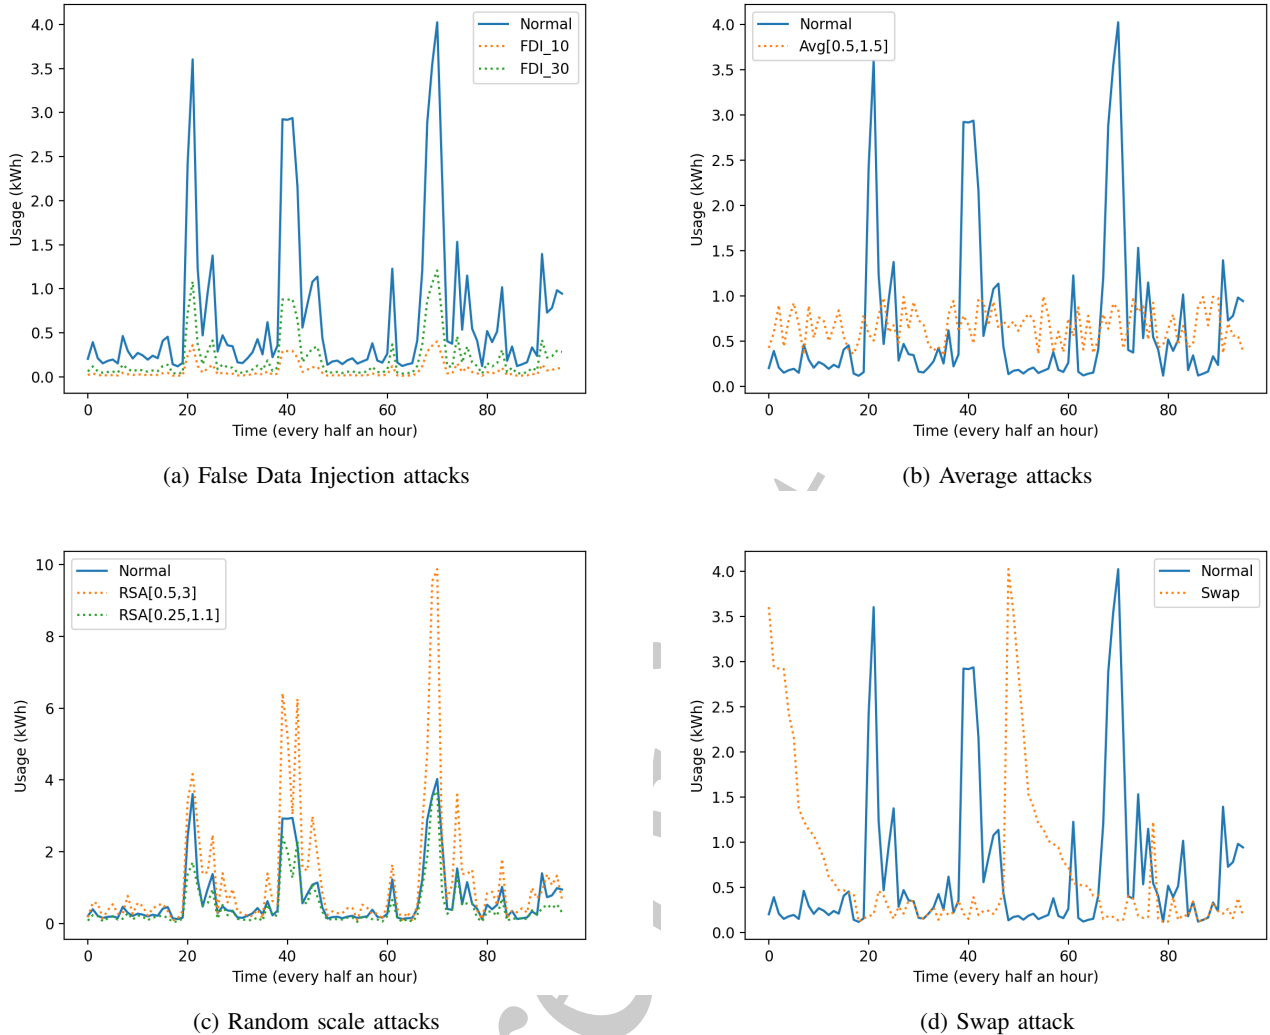 4.0
3.5
3.0
2.5
2.0
1.5
1.0
0.5
0.0
Usage (kWh)
Normal
FDI_10
FDI_30
0 20 40 60 80
Time (every half an hour)
(a) False Data Injection attacks
4.0
3.5
3.0
2.5
2.0
1.5
1.0
0.5
0.0
Usage (kWh)
Normal
Avg[0.5,1.5]
0 20 40 60 80
Time (every half an hour)
(b) Average attacks
10
8
6
4
2
0
Usage (kWh)
Normal
RSA[0.5,3]
RSA[0.25,1.1]
0 20 40 60 80
Time (every half an hour)
(c) Random scale attacks
4.0
3.5
3.0
2.5
2.0
1.5
1.0
0.5
0.0
Usage (kWh)
Normal
Swap
0 20 40 60 80
Time (every half an hour)
(d) Swap attack